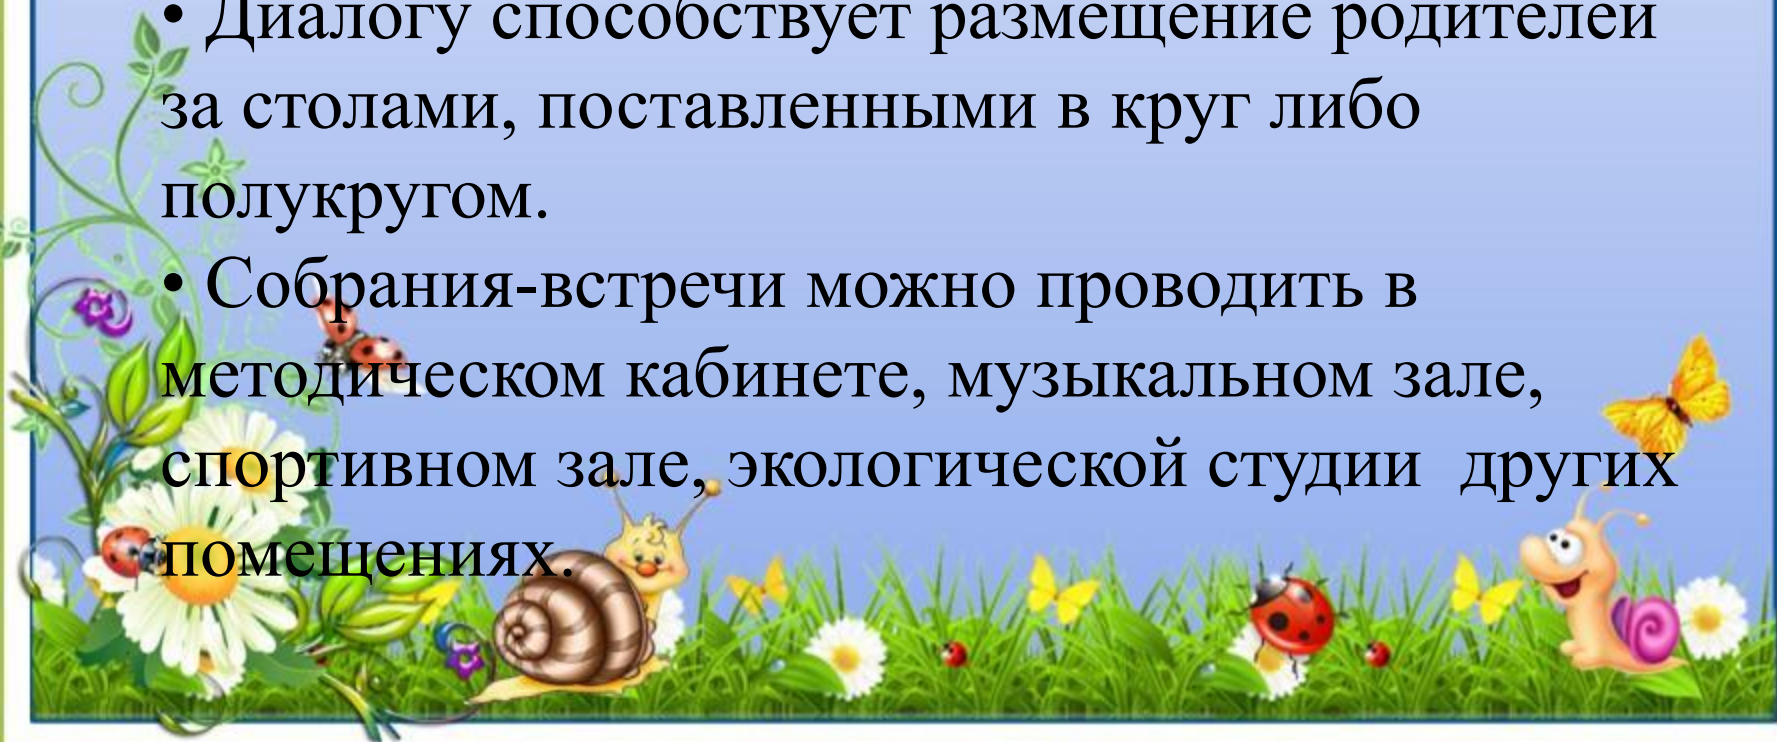 • Диалогу способствует размещение родителей
за столами, поставленными в круг либо
полукругом.
• Собрания-встречи можно проводить в
методическом кабинете, музыкальном зале,
спортивном зале, экологической студии  других
помещениях.